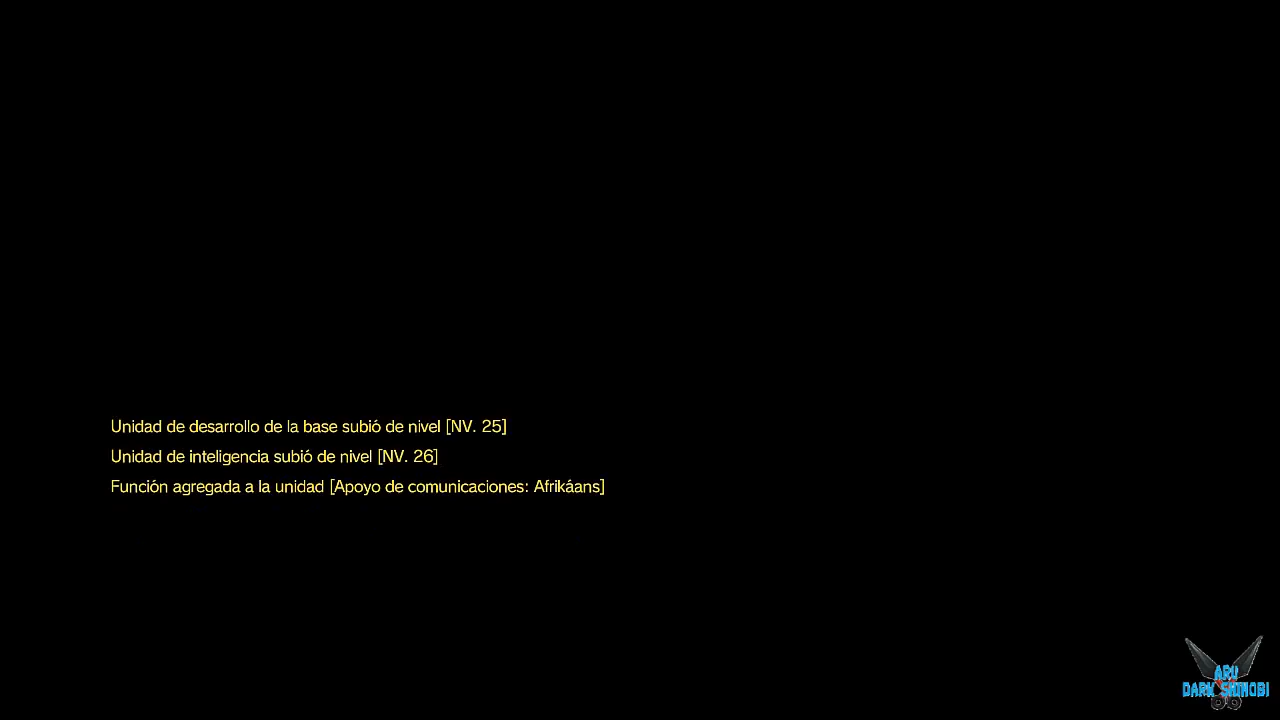 Unidad de desarrollo de la base subió de nivel [NV. 25]
Unidad de inteligencia subió de nivel [NV. 26]
Función agregada a la unidad [Apoyo de comunicaciones: Afrikáans]
ARU
DARK SHINOBI